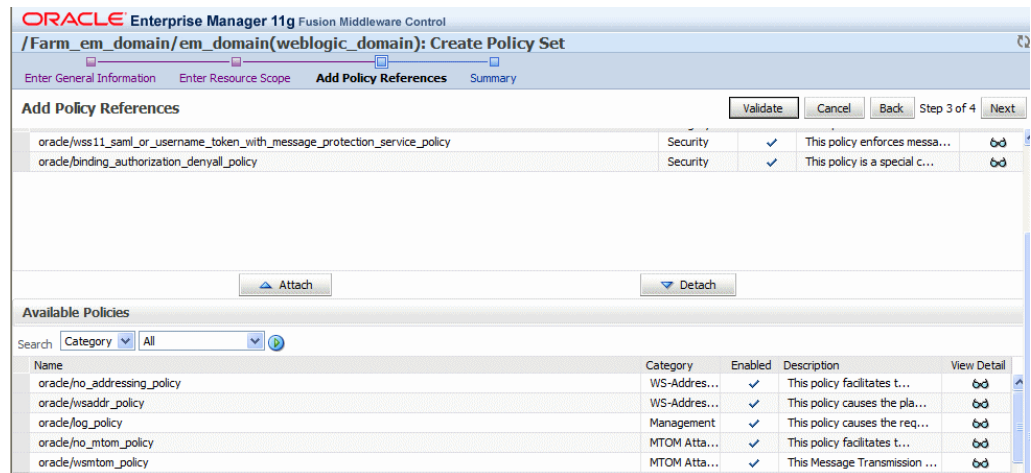 ORACLE Enterprise Manager 11g Fusion Middleware Control
/Farm_em_domain/em_domain(weblogic_domain): Create Policy Set
Enter General Information Enter Resource Scope Add Policy References Summary
Add Policy References Validate Cancel Back Step 3 of 4 Next
oracle/wss11_saml_or_username_token_with_message_protection_service_policy Security This policy enforces messa...
oracle/binding_authorization_denyall_policy Security This policy is a special c...
Attach Detach
Available Policies
Search Category All
Name Category Enabled Description View Detail
oracle/no_addressing_policy WS-Addres... This policy facilitates t...
oracle/wsaddr_policy WS-Addres... This policy causes the pla...
oracle/log_policy Management This policy causes the req...
oracle/no_mtom_policy MTOM Atta... This policy facilitates t...
oracle/wsmtom_policy MTOM Atta... This Message Transmission ...